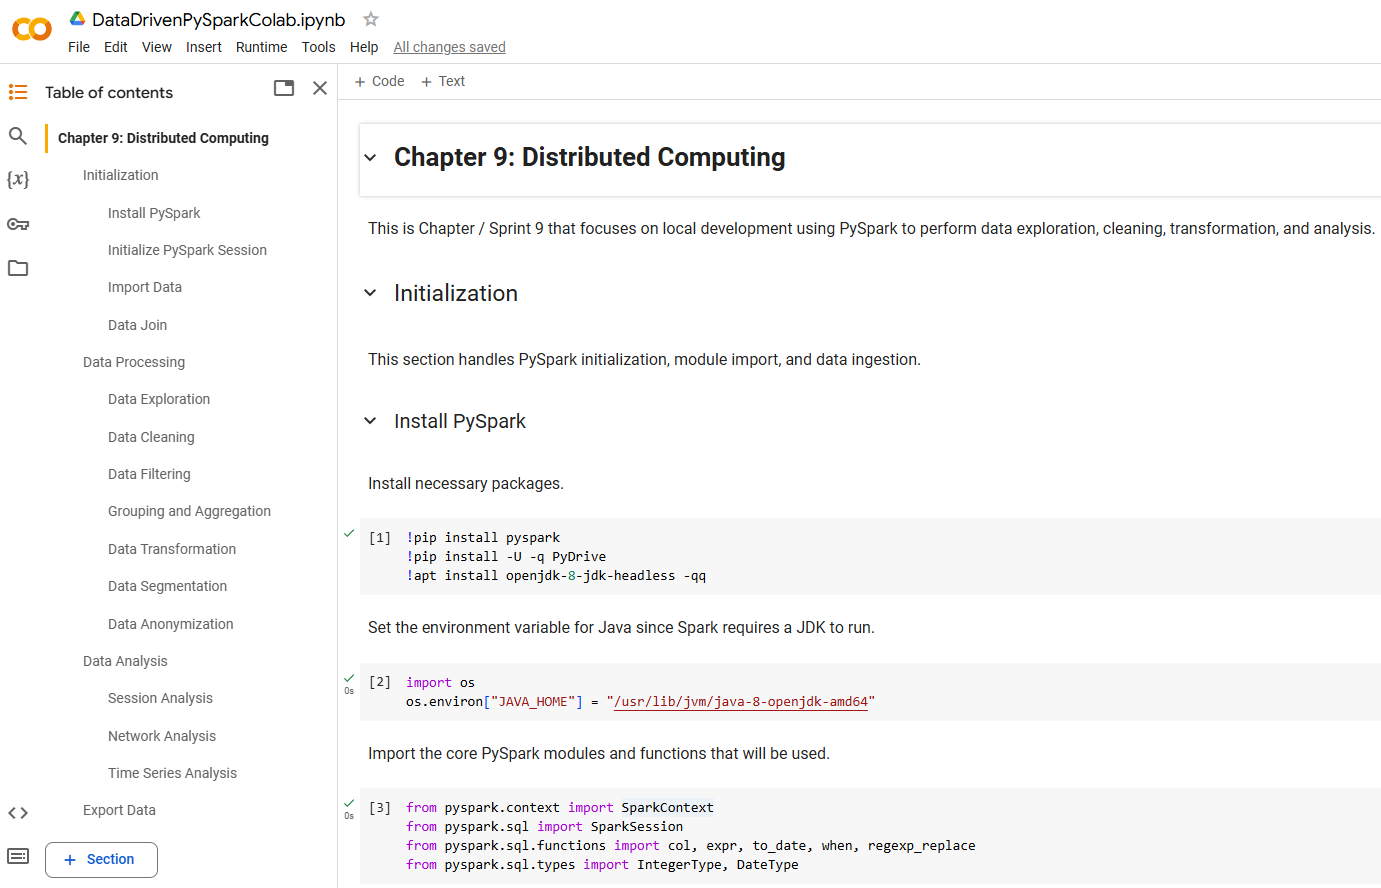 DataDrivenPySparkColab.ipynb
File Edit View Insert Runtime Tools Help All changes saved
Table of contents
Chapter 9: Distributed Computing
Initialization
Install PySpark
Initialize PySpark Session
Import Data
Data Join
Data Processing
Data Exploration
Data Cleaning
Data Filtering
Grouping and Aggregation
Data Transformation
Data Segmentation
Data Anonymization
Data Analysis
Session Analysis
Network Analysis
Time Series Analysis
Export Data
+ Section
+ Code + Text
Chapter 9: Distributed Computing
This is Chapter / Sprint 9 that focuses on local development using PySpark to perform data exploration, cleaning, transformation, and analysis.
Initialization
This section handles PySpark initialization, module import, and data ingestion.
Install PySpark
Install necessary packages.
[1] !pip install pyspark
!pip install -U -q PyDrive
!apt install openjdk-8-jdk-headless -qq
Set the environment variable for Java since Spark requires a JDK to run.
0s
[2] import os
os.environ["JAVA_HOME"] = "/usr/lib/jvm/java-8-openjdk-amd64"
Import the core PySpark modules and functions that will be used.
0s
[3] from pyspark.context import SparkContext
from pyspark.sql import SparkSession
from pyspark.sql.functions import col, expr, to_date, when, regexp_replace
from pyspark.sql.types import IntegerType, DateType